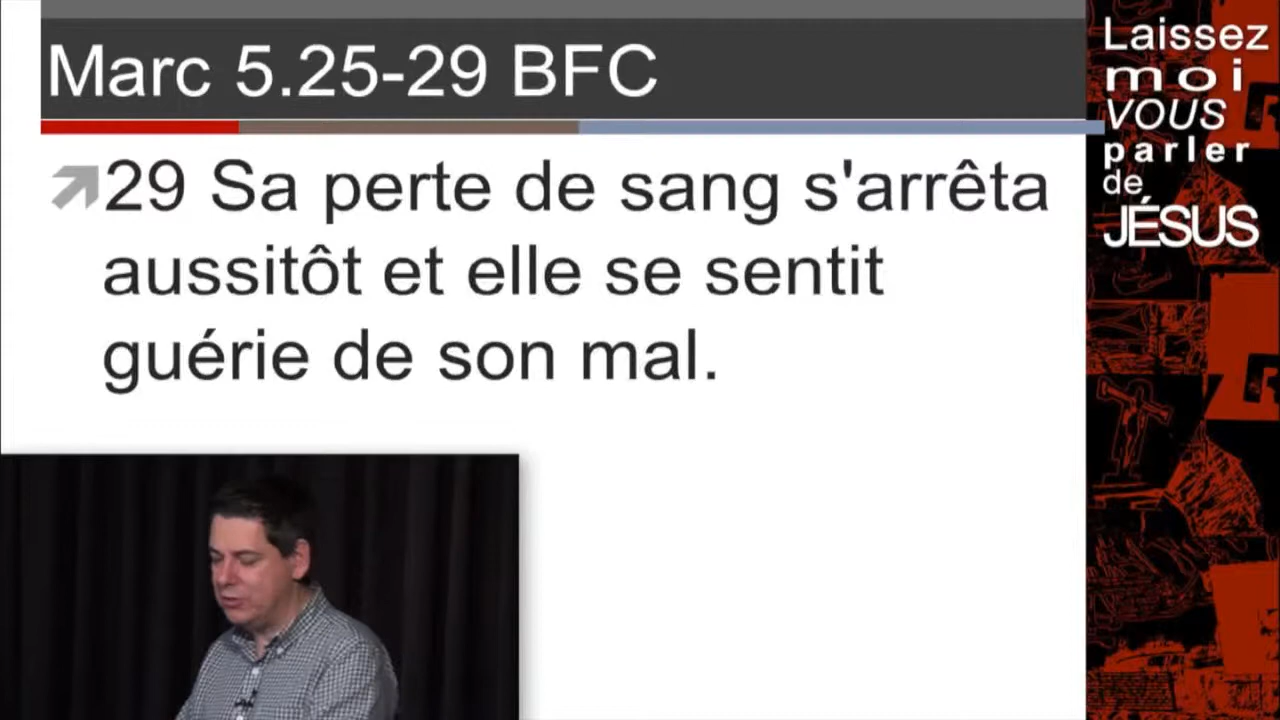 Marc 5.25-29 BFC
29 Sa perte de sang s'arrêta
aussitôt et elle se sentit
guérie de son mal.
Laissez
moi
VOUS
parler
de
JÉSUS